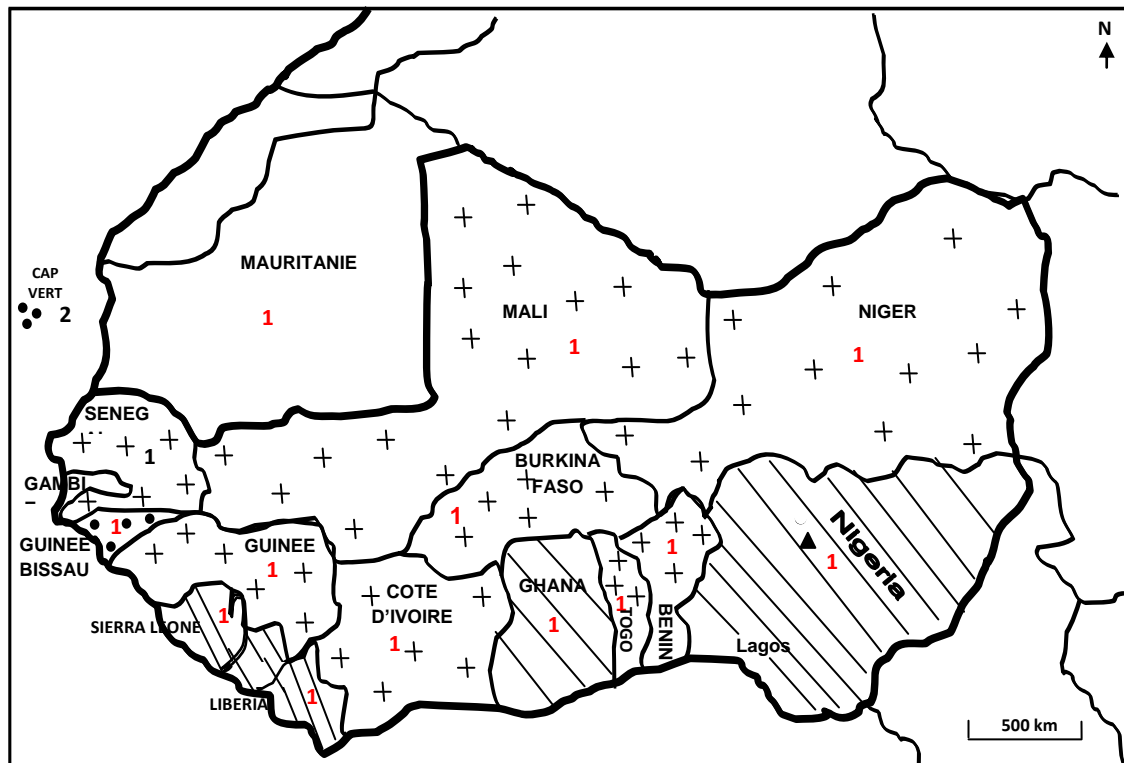 N
MAURITANIE
CAP
VERT
2
1
MALI
1
NIGER
1
SENEG
1
GAMBI
1
GUINEE
BISSAU
BURKINA
FASO
1
GUINEE
1
COTE
D'IVOIRE
1
GHANA
1
TOGO
1
BENIN
1
Nigeria
1
Lagos
SIERRA LEONE
1
LIBERIA
1
500 km